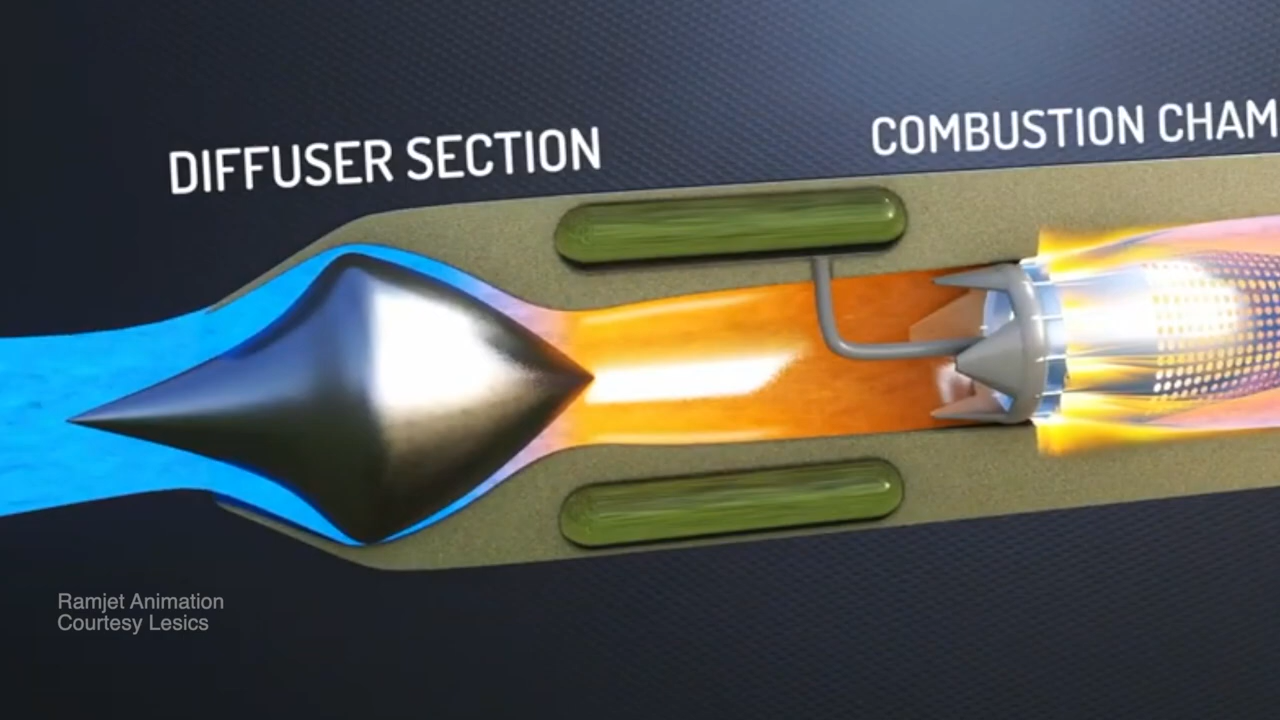 DIFFUSER SECTION
COMBUSTION CHAM
Ramjet Animation
Courtesy Lesics